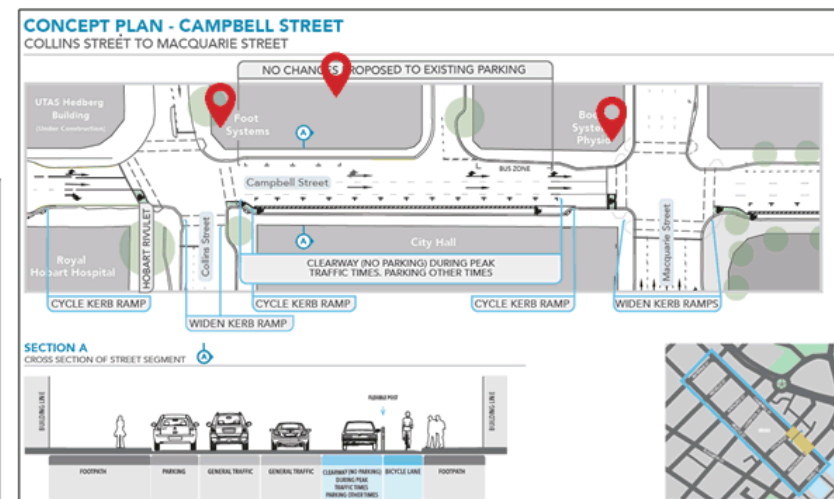 CONCEPT PLAN - CAMPBELL STREET
COLLINS STREET TO MACQUARIE STREET
NO CHANGES PROPOSED TO EXISTING PARKING
UTAS Hedberg
Building
(Under Construction)
Foot
Systems
A
Body
System
Physio
BUS ZONE
Campbell Street
HOBART RIVULET
Collins Street
Macquarie Street
Royal
Hobart Hospital
A
City Hall
CLEARWAY (NO PARKING) DURING PEAK
TRAFFIC TIMES. PARKING OTHER TIMES
CYCLE KERB RAMP
CYCLE KERB RAMP
CYCLE KERB RAMP
WIDEN KERB RAMPS
WIDEN KERB RAMP
SECTION A
CROSS SECTION OF STREET SEGMENT
A
BUILDING LINE
FLEXIBLE POST
BUILDING LINE
FOOTPATH
PARKING
GENERAL TRAFFIC
GENERAL TRAFFIC
CLEARWAY (NO PARKING)
DURING PEAK
TRAFFIC TIMES
PARKING OTHER TIMES
BICYCLE LANE
FOOTPATH